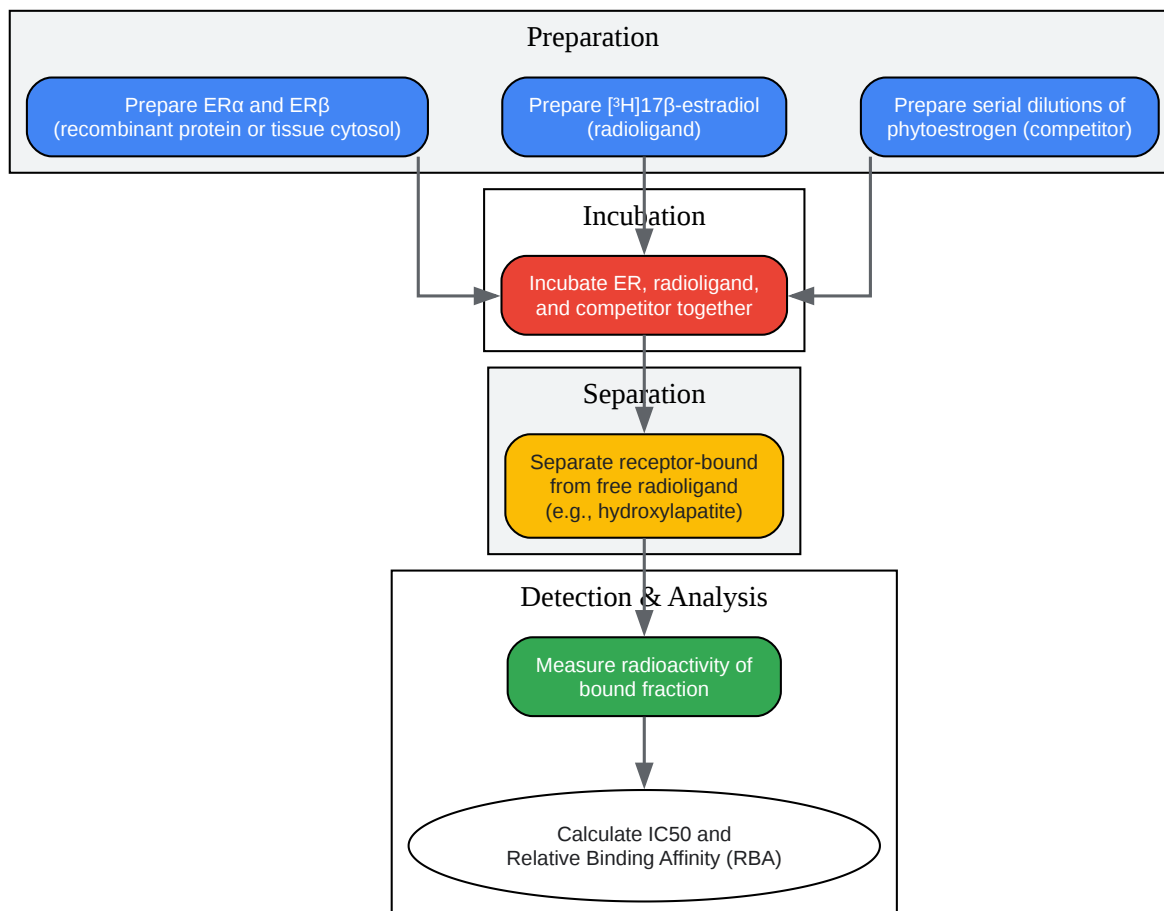 Preparation
Prepare ERα and ERβ
(recombinant protein or tissue cytosol)
Prepare [³H]17β-estradiol
(radioligand)
Prepare serial dilutions of
phytoestrogen (competitor)
Incubation
Incubate ER, radioligand,
and competitor together
Separation
Separate receptor-bound
from free radioligand
(e.g., hydroxylapatite)
Detection & Analysis
Measure radioactivity of
bound fraction
Calculate IC50 and
Relative Binding Affinity (RBA)